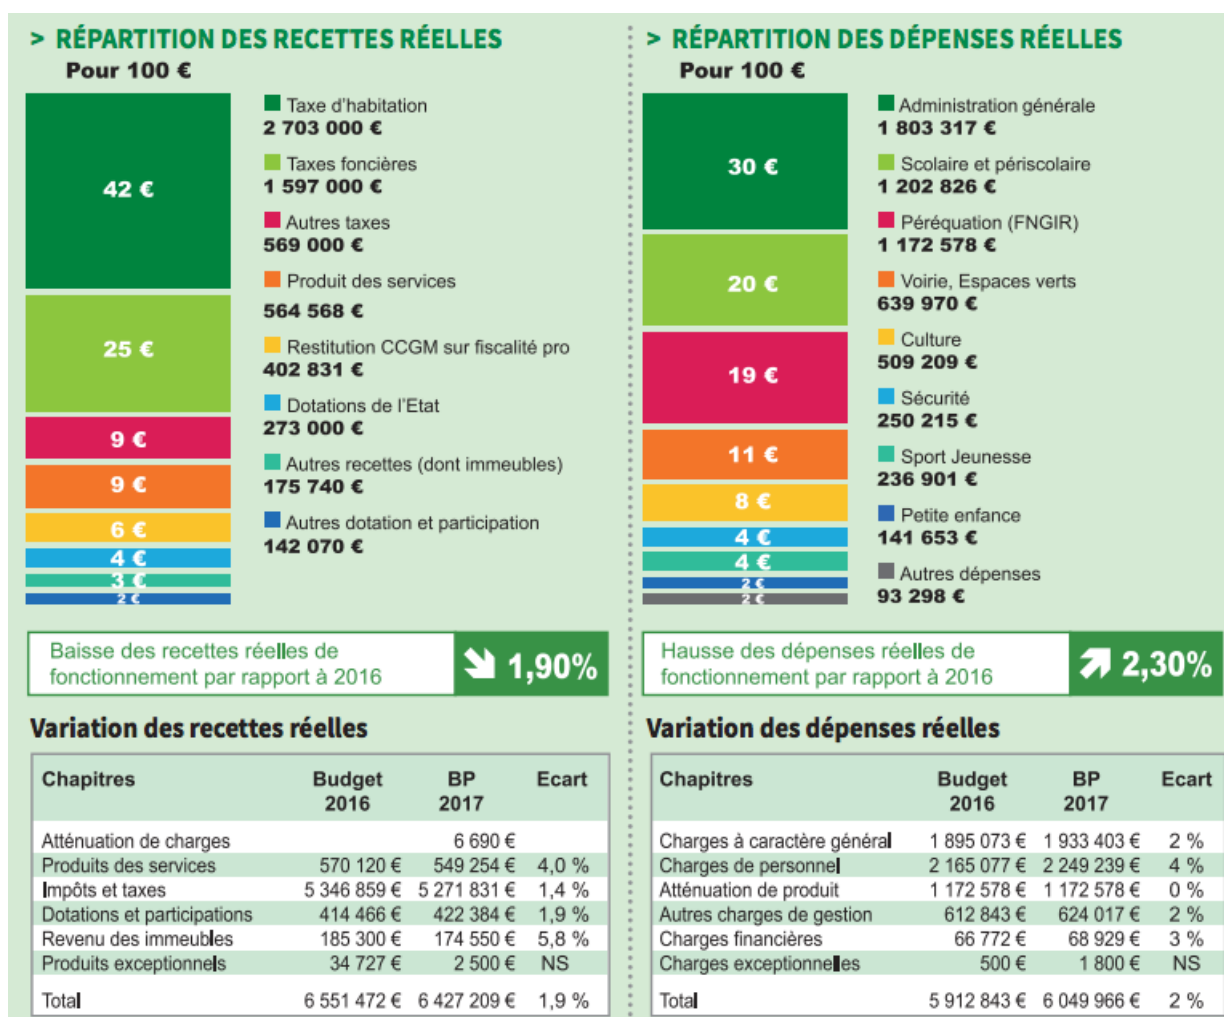 > RÉPARTITION DES RECETTES RÉELLES
Pour 100 €
42 €
25 €
9 €
9 €
6 €
4 €
3 €
2 €
Taxe d'habitation
2 703 000 €
Taxes foncières
1 597 000 €
Autres taxes
569 000 €
Produit des services
564 568 €
Restitution CCGM sur fiscalité pro
402 831 €
Dotations de l'Etat
273 000 €
Autres recettes (dont immeubles)
175 740 €
Autres dotation et participation
142 070 €
Baisse des recettes réelles de
fonctionnement par rapport à 2016
1,90%
Variation des recettes réelles
Chapitres Budget 2016 BP 2017 Ecart
Atténuation de charges 6 690 €
Produits des services 570 120 € 549 254 € 4,0 %
Impôts et taxes 5 346 859 € 5 271 831 € 1,4 %
Dotations et participations 414 466 € 422 384 € 1,9 %
Revenu des immeubles 185 300 € 174 550 € 5,8 %
Produits exceptionnels 34 727 € 2 500 € NS
Total 6 551 472 € 6 427 209 € 1,9 %
> RÉPARTITION DES DÉPENSES RÉELLES
Pour 100 €
30 €
20 €
19 €
11 €
8 €
4 €
4 €
2 €
2 €
Administration générale
1 803 317 €
Scolaire et périscolaire
1 202 826 €
Péréquation (FNGIR)
1 172 578 €
Voirie, Espaces verts
639 970 €
Culture
509 209 €
Sécurité
250 215 €
Sport Jeunesse
236 901 €
Petite enfance
141 653 €
Autres dépenses
93 298 €
Hausse des dépenses réelles de
fonctionnement par rapport à 2016
2,30%
Variation des dépenses réelles
Chapitres Budget 2016 BP 2017 Ecart
Charges à caractère général 1 895 073 € 1 933 403 € 2 %
Charges de personnel 2 165 077 € 2 249 239 € 4 %
Atténuation de produit 1 172 578 € 1 172 578 € 0 %
Autres charges de gestion 612 843 € 624 017 € 2 %
Charges financières 66 772 € 68 929 € 3 %
Charges exceptionnelles 500 € 1 800 € NS
Total 5 912 843 € 6 049 966 € 2 %